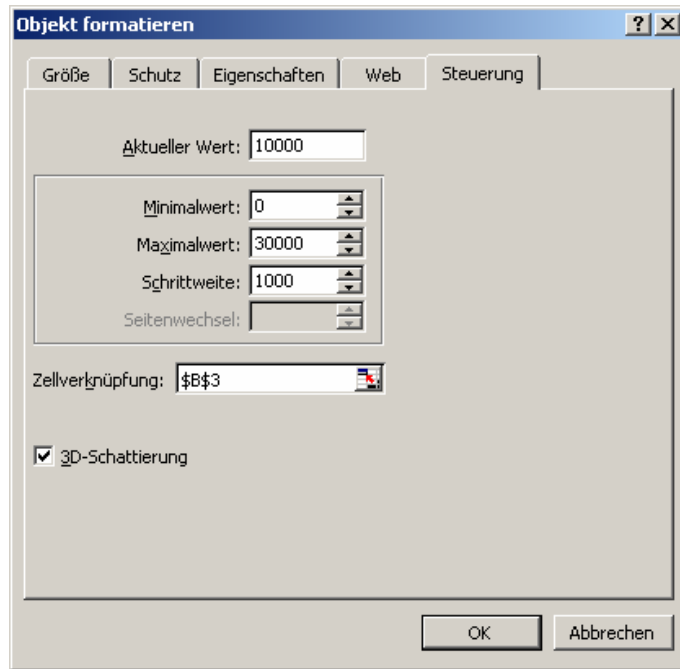 Objekt formatieren
Größe Schutz Eigenschaften Web Steuerung
Aktueller Wert: 10000
Minimalwert: 0
Maximalwert: 30000
Schrittweite: 1000
Seitenwechsel:
Zellverknüpfung: $B$3
3D-Schattierung
OK Abbrechen